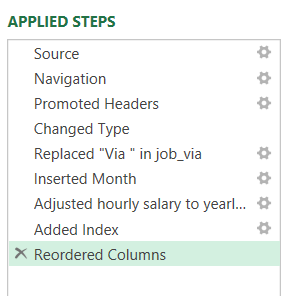 APPLIED STEPS
Source
Navigation
Promoted Headers
Changed Type
Replaced "Via " in job_via
Inserted Month
Adjusted hourly salary to yearl...
Added Index
Reordered Columns